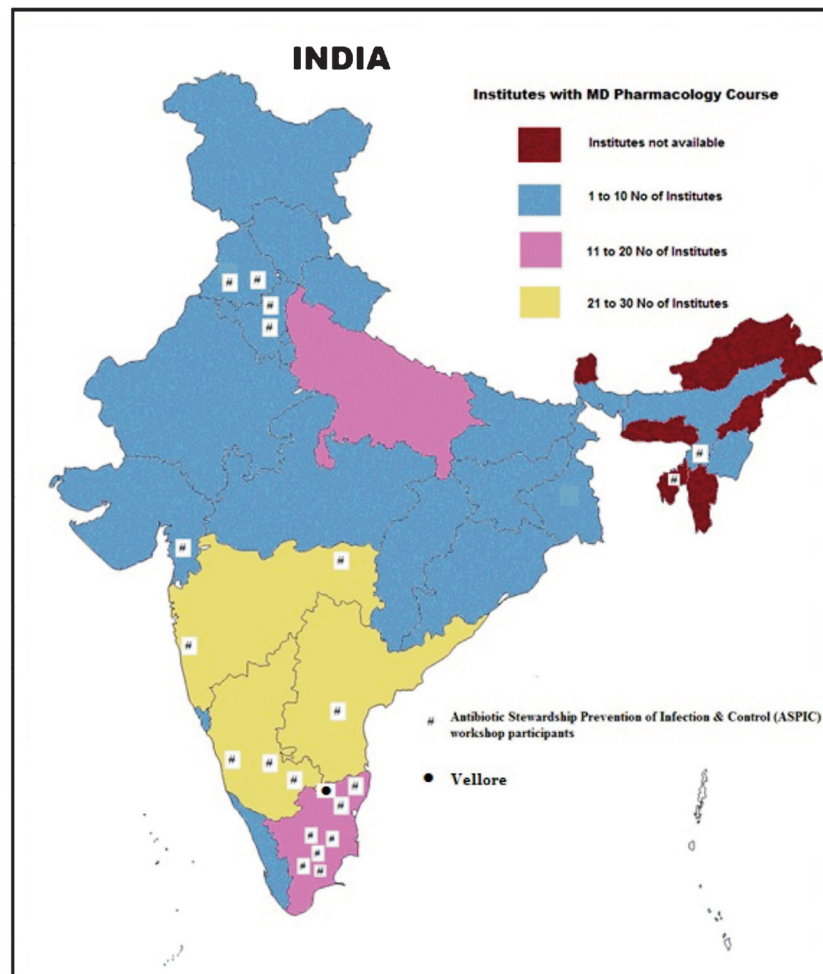 INDIA
Institutes with MD Pharmacology Course
Institutes not available
1 to 10 No of Institutes
11 to 20 No of Institutes
21 to 30 No of Institutes
#
#
#
#
#
#
#
#
#
#
# Antibiotic Stewardship Prevention of Infection & Control (ASPIC)
workshop participants
#
#
#
#
#
Vellore
#
#
#
#
#
#